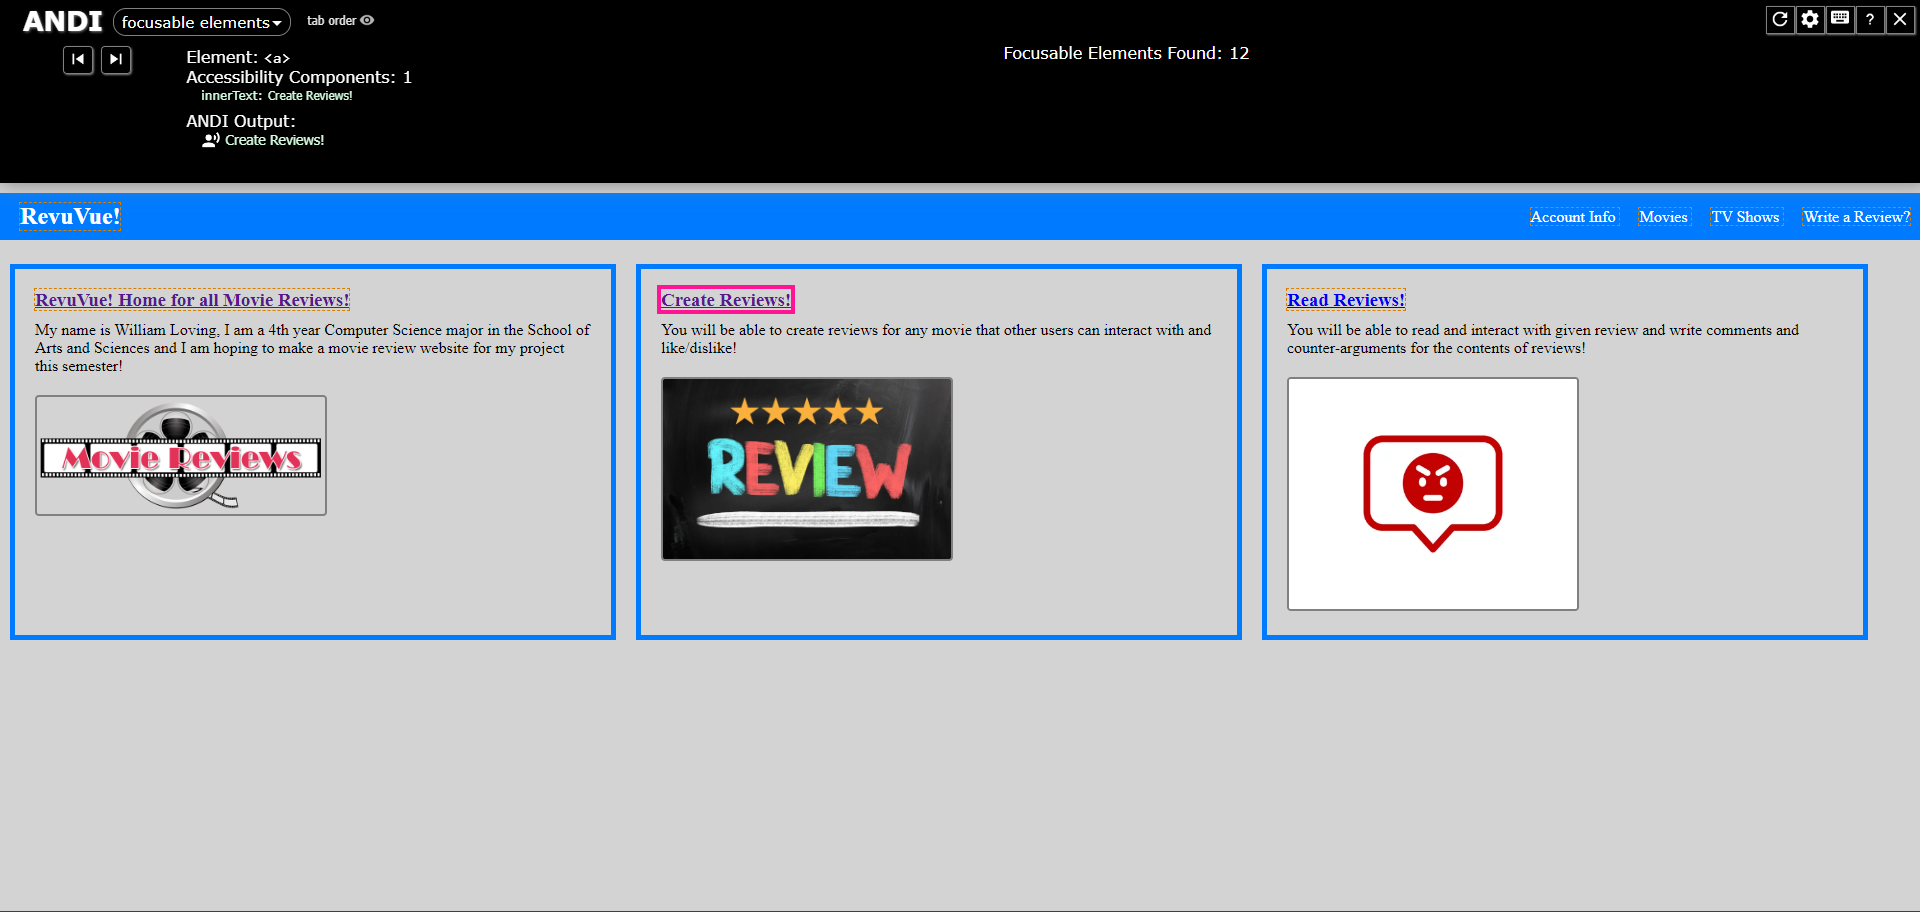 ANDI focusable elements tab order ?
Element: <a>
Accessibility Components: 1
innerText: Create Reviews!
ANDI Output:
Create Reviews!
Focusable Elements Found: 12
RevuVue! Account Info Movies TV Shows Write a Review?
RevuVue! Home for all Movie Reviews!
My name is William Loving, I am a 4th year Computer Science major in the School of
Arts and Sciences and I am hoping to make a movie review website for my project
this semester!
Movie Reviews
Create Reviews!
You will be able to create reviews for any movie that other users can interact with and
like/dislike!
REVIEW
Read Reviews!
You will be able to read and interact with given review and write comments and
counter-arguments for the contents of reviews!